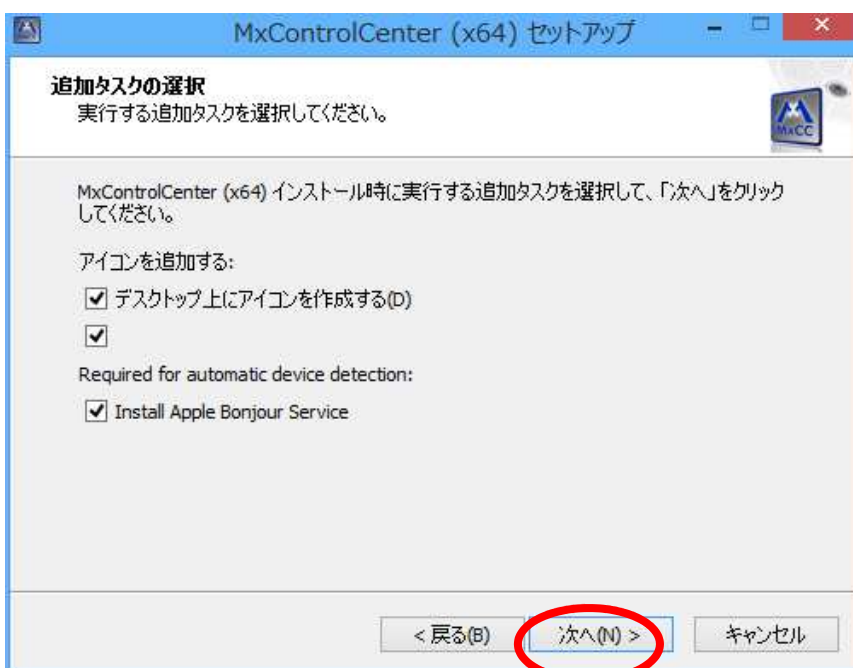 MxControlCenter (x64) セットアップ
追加タスクの選択
実行する追加タスクを選択してください。
MxCC
MxControlCenter (x64) インストール時に実行する追加タスクを選択して、「次へ」をクリック
してください。
アイコンを追加する:
デスクトップ上にアイコンを作成する(D)
Required for automatic device detection:
Install Apple Bonjour Service
< 戻る(B)
次へ(N) >
キャンセル